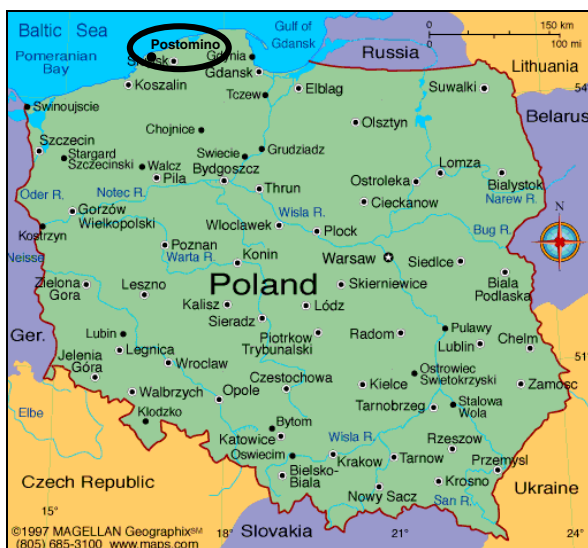 Baltic Sea
Gulf of
Gdansk
0 150 km
0 100 mi
Pomeranian
Bay
Postomino
Gdynia
Gdansk
Russia
Lithuania
Koszalin
Tczew
Elblag
Suwalki
54°
Swinoujscie
Belarus
Szczecin
Chojnice
Olsztyn
Stargard
Szczecinski
Walcz
Swiecie
Grudziadz
Lomza
Pila
Bydgoszcz
Ostroleka
Bialystok
Oder R.
Notec R.
Thrun
Narew R.
Gorzów
Wielkopolski
Wisla R.
Cieckanow
N
Kostrzyn
Wloclawek
Plock
Bug R.
Neisse
Poznan
Warta R.
Konin
Warsaw
Siedlce
Zielona
Gora
Leszno
Poland
Skierniewice
Biala
Podlaska
Kalisz
Lódz
Ger.
Sieradz
Lubin
Piotrkow
Trybunalski
Radom
Pulawy
Lublin
Chelm
Legnica
Wroclaw
51°
Jelenia
Góra
Czestochowa
Kielce
Ostrowiec
Swietokrzyski
Zamosc
Walbrzych
Opole
Tarnobrzeg
Stalowa
Wola
Elbe
Kłodzko
Bytom
Katowice
Wisla R.
Rzeszow
Oswiecim
Krakow
Tarnow
Przemysl
Czech Republic
Bielsko-
Biala
Krosno
Ukraine
Nowy Sacz
San R.
15°
18°
21°
24°
Slovakia
©1997 MAGELLAN Geographix℠
(805) 685-3100 www.maps.com